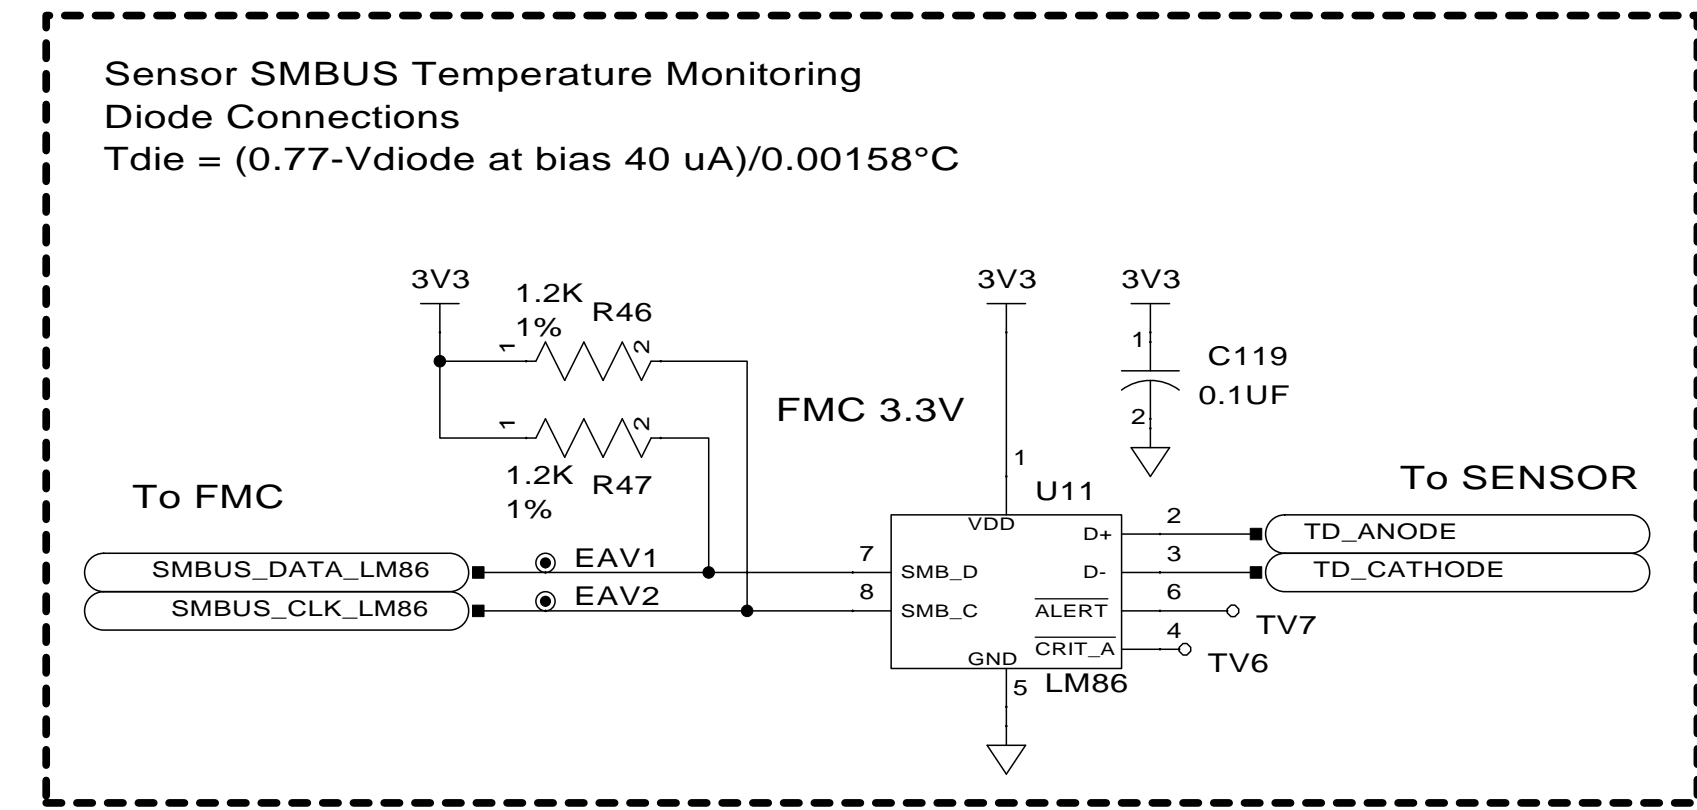 Sensor SMBUS Temperature Monitoring
Diode Connections
Tdie = (0.77-Vdiode at bias 40 uA)/0.00158°C
3V3
3V3
3V3
1.2K
1%
R46
1
2
1
2
1.2K
1%
R47
FMC 3.3V
1
2
C119
0.1UF
To FMC
To SENSOR
1
U11
VDD
SMBUS_DATA_LM86
EAV1
7
SMB_D
SMBUS_CLK_LM86
EAV2
8
SMB_C
D+
2
TD_ANODE
D-
3
TD_CATHODE
ALERT
6
TV7
CRIT_A
4
TV6
GND
5
LM86